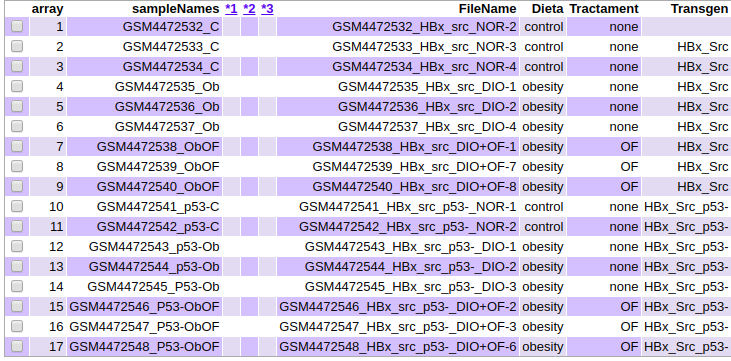 array sampleNames *1 *2 *3 FileName Dieta Tractament Transgen
1 GSM4472532_C GSM4472532_HBx_src_NOR-2 control none
2 GSM4472533_C GSM4472533_HBx_src_NOR-3 control none HBx_Src
3 GSM4472534_C GSM4472534_HBx_src_NOR-4 control none HBx_Src
4 GSM4472535_Ob GSM4472535_HBx_src_DIO-1 obesity none HBx_Src
5 GSM4472536_Ob GSM4472536_HBx_src_DIO-2 obesity none HBx_Src
6 GSM4472537_Ob GSM4472537_HBx_src_DIO-4 obesity none HBx_Src
7 GSM4472538_ObOF GSM4472538_HBx_src_DIO+OF-1 obesity OF HBx_Src
8 GSM4472539_ObOF GSM4472539_HBx_src_DIO+OF-7 obesity OF HBx_Src
9 GSM4472540_ObOF GSM4472540_HBx_src_DIO+OF-8 obesity OF HBx_Src
10 GSM4472541_p53-C GSM4472541_HBx_src_p53-_NOR-1 control none HBx_Src_p53-
11 GSM4472542_p53-C GSM4472542_HBx_src_p53-_NOR-2 control none HBx_Src_p53-
12 GSM4472543_p53-Ob GSM4472543_HBx_src_p53-_DIO-1 obesity none HBx_Src_p53-
13 GSM4472544_p53-Ob GSM4472544_HBx_src_p53-_DIO-2 obesity none HBx_Src_p53-
14 GSM4472545_P53-Ob GSM4472545_HBx_src_p53-_DIO-3 obesity none HBx_Src_p53-
15 GSM4472546_P53-ObOF GSM4472546_HBx_src_p53-_DIO+OF-2 obesity OF HBx_Src_p53-
16 GSM4472547_P53-ObOF GSM4472547_HBx_src_p53-_DIO+OF-3 obesity OF HBx_Src_p53-
17 GSM4472548_P53-ObOF GSM4472548_HBx_src_p53-_DIO+OF-6 obesity OF HBx_Src_p53-